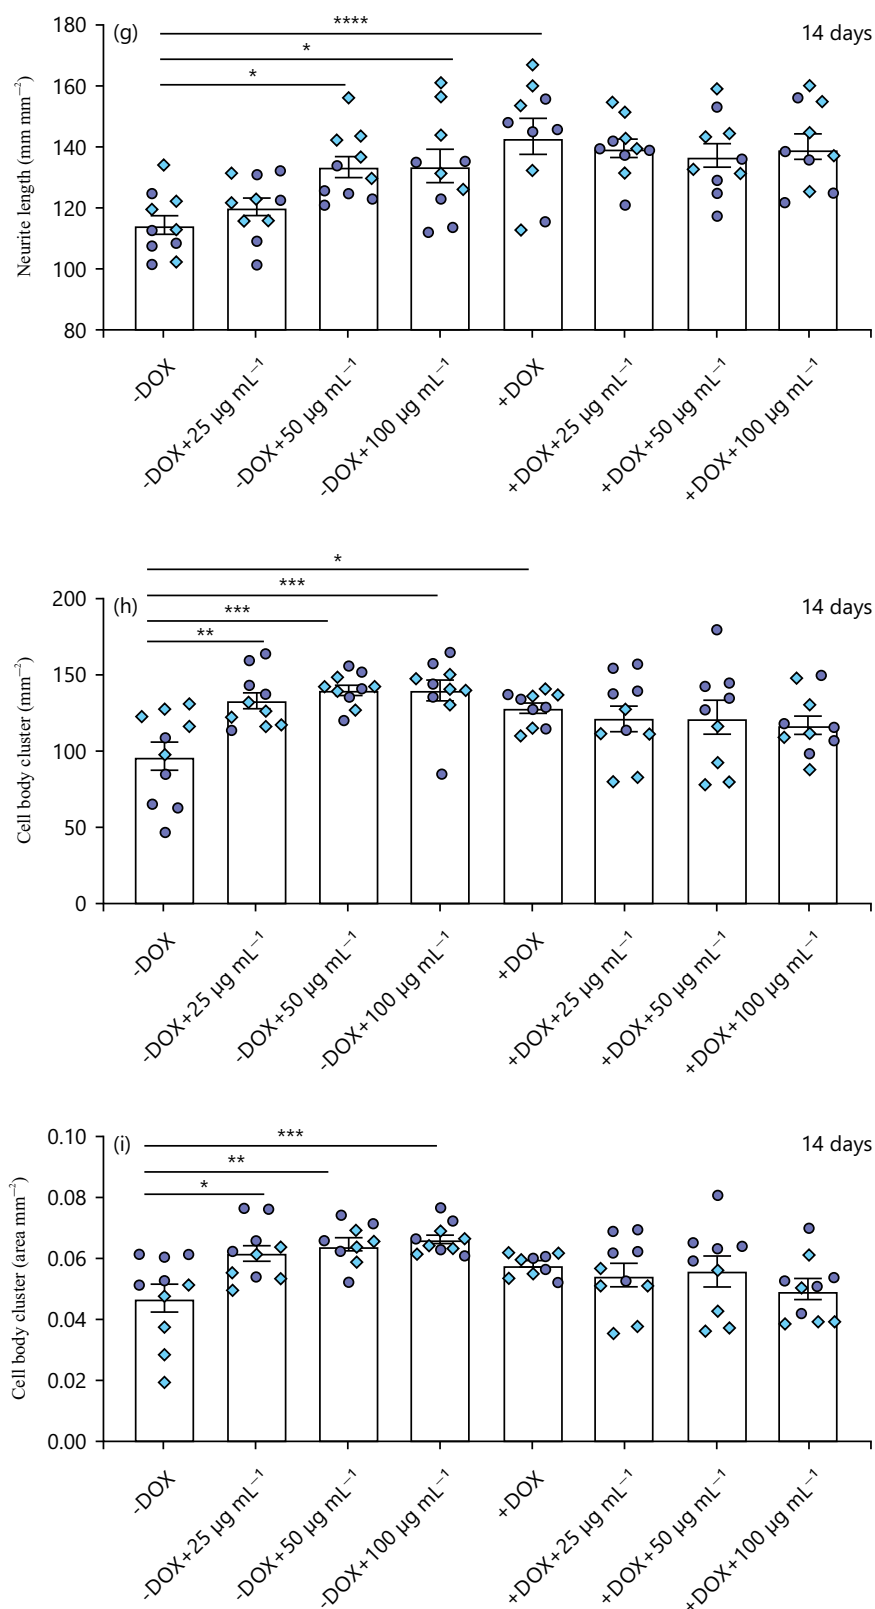 (g)
14 days
****
*
*
Neurite length (mm mm⁻²)
180
160
140
120
100
80
-DOX
-DOX+25 μg mL⁻¹
-DOX+50 μg mL⁻¹
-DOX+100 μg mL⁻¹
+DOX
+DOX+25 μg mL⁻¹
+DOX+50 μg mL⁻¹
+DOX+100 μg mL⁻¹
(h)
14 days
*
***
***
**
Cell body cluster (mm⁻²)
200
150
100
50
0
-DOX
-DOX+25 μg mL⁻¹
-DOX+50 μg mL⁻¹
-DOX+100 μg mL⁻¹
+DOX
+DOX+25 μg mL⁻¹
+DOX+50 μg mL⁻¹
+DOX+100 μg mL⁻¹
(i)
14 days
***
**
*
Cell body cluster (area mm⁻²)
0.10
0.08
0.06
0.04
0.02
0.00
-DOX
-DOX+25 μg mL⁻¹
-DOX+50 μg mL⁻¹
-DOX+100 μg mL⁻¹
+DOX
+DOX+25 μg mL⁻¹
+DOX+50 μg mL⁻¹
+DOX+100 μg mL⁻¹